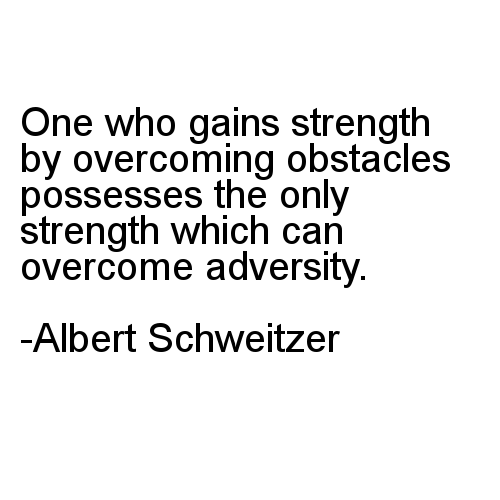 One who gains strength
by overcoming obstacles
possesses the only
strength which can
overcome adversity.
-Albert Schweitzer